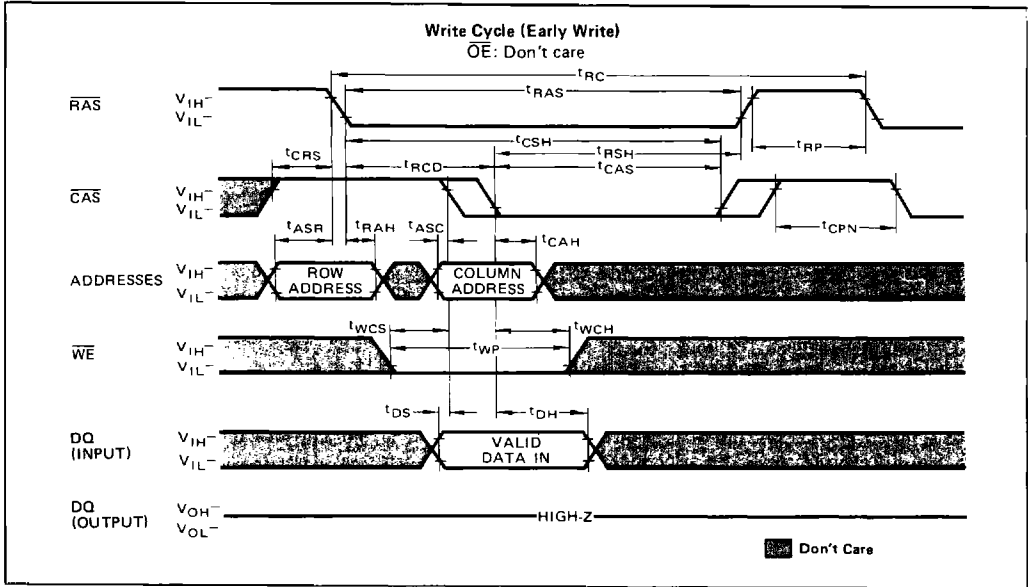 Write Cycle (Early Write)
OE: Don't care
tRC
RAS
VIH
VIL
tRAS
tCSH
tRSH
tRP
tCRS
tRCD
tCAS
CAS
VIH
VIL
tCPN
tASR
tRAH
tASC
tCAH
ADDRESSES
VIH
VIL
ROW ADDRESS
COLUMN ADDRESS
tWCS
tWCH
tWP
WE
VIH
VIL
tDS
tDH
DQ (INPUT)
VIH
VIL
VALID DATA IN
DQ (OUTPUT)
VOH
VOL
HIGH-Z
Don't Care